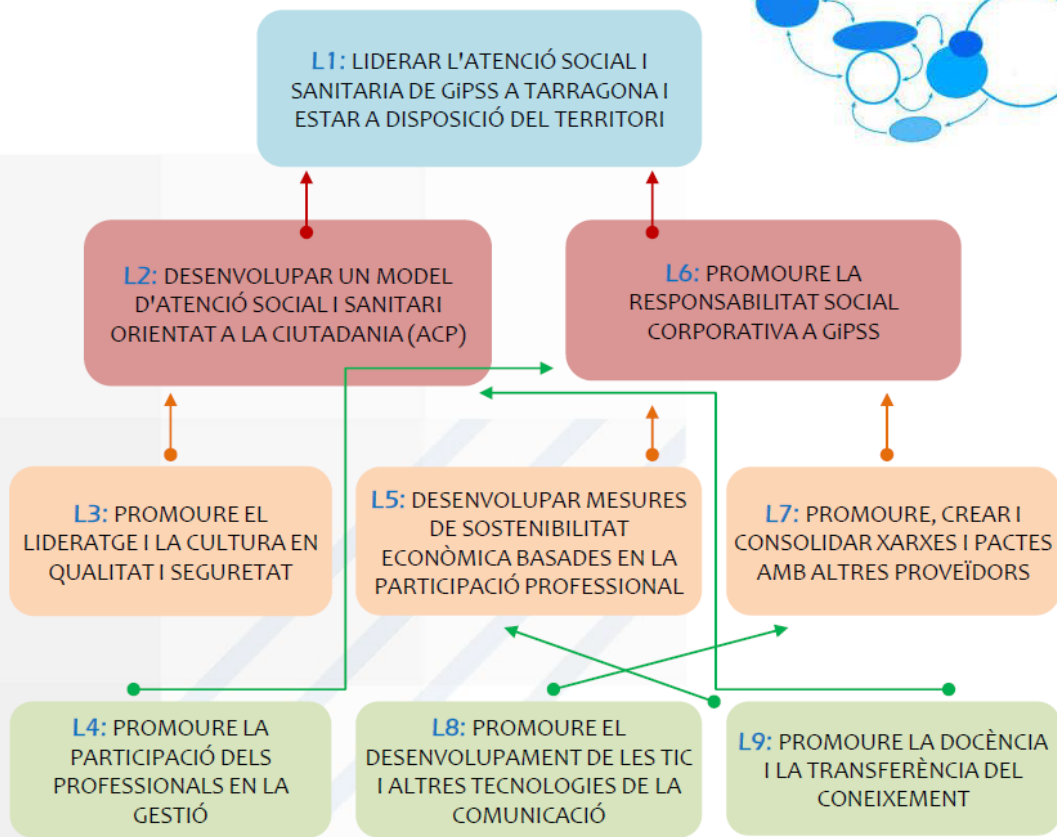 L1: LIDERAR L'ATENCIÓ SOCIAL I
SANITARIA DE GiPSS A TARRAGONA I
ESTAR A DISPOSICIÓ DEL TERRITORI
L2: DESENVOLUPAR UN MODEL
D'ATENCIÓ SOCIAL I SANITARI
ORIENTAT A LA CIUTADANIA (ACP)
L6: PROMOURE LA
RESPONSABILITAT SOCIAL
CORPORATIVA A GiPSS
L3: PROMOURE EL
LIDERATGE I LA CULTURA EN
QUALITAT I SEGURETAT
L5: DESENVOLUPAR MESURES
DE SOSTENIBILITAT
ECONÒMICA BASADES EN LA
PARTICIPACIÓ PROFESSIONAL
L7: PROMOURE, CREAR I
CONSOLIDAR XARXES I PACTES
AMB ALTRES PROVEÏDORS
L4: PROMOURE LA
PARTICIPACIÓ DELS
PROFESSIONALS EN LA
GESTIÓ
L8: PROMOURE EL
DESENVOLUPAMENT DE LES TIC
I ALTRES TECNOLOGIES DE LA
COMUNICACIÓ
L9: PROMOURE LA DOCÈNCIA
I LA TRANSFERÈNCIA DEL
CONEIXEMENT